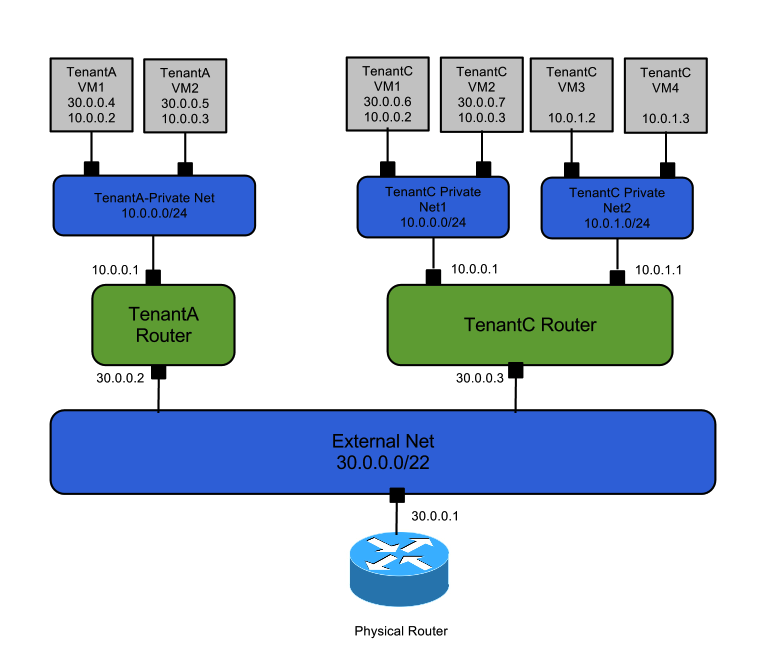 TenantA
VM1
30.0.0.4
10.0.0.2
TenantA
VM2
30.0.0.5
10.0.0.3
TenantC
VM1
30.0.0.6
10.0.0.2
TenantC
VM2
30.0.0.7
10.0.0.3
TenantC
VM3
10.0.1.2
TenantC
VM4
10.0.1.3
TenantA-Private Net
10.0.0.0/24
TenantC Private
Net1
10.0.0.0/24
TenantC Private
Net2
10.0.1.0/24
10.0.0.1
10.0.0.1
10.0.1.1
TenantA
Router
TenantC Router
30.0.0.2
30.0.0.3
External Net
30.0.0.0/22
30.0.0.1
Physical Router